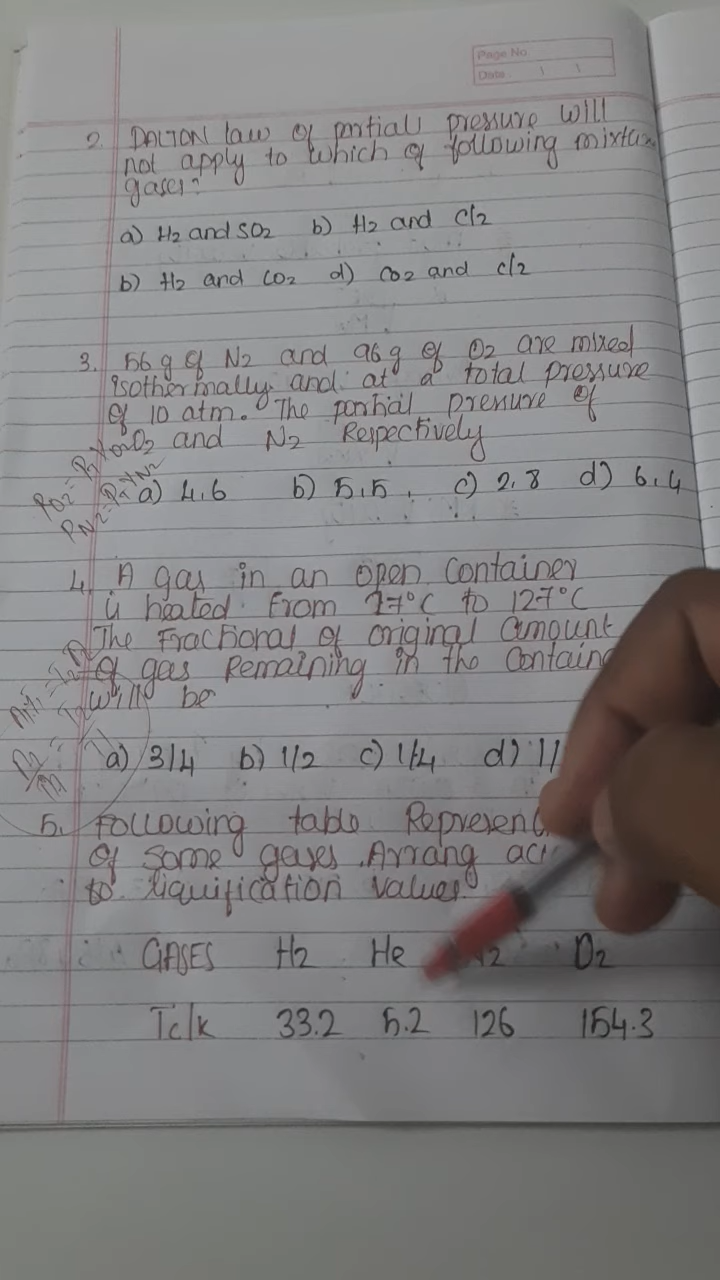 Page No.
Date
2. DALTON law of partial pressure will
not apply to which of following
gases?
a) H2 and SO2 b) H2 and Cl2
b) H2 and CO2 d) CO2 and Cl2
3. 56 g of N2 and 96 g of O2 are mixed
isothermally and at a total pressure
of 10 atm. The partial pressure of
O2 and N2 Respectively
a) 4,6 b) 5,5, c) 2,8 d) 6,4
4. A gas in an open container
is heated from 27°C to 127°C
The Fractional of original amount
of gas remaining in the
will be
a) 3/4 b) 1/2 c) 1/4 d)
5. Following table
of some gases. Arrang
to liquification values
GASES H2 He O2
Tc/K 33.2 5.2 126 154.3